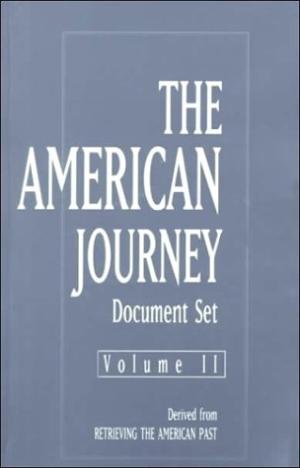 THE
AMERICAN
JOURNEY
Document Set
Volume II
Derived from
RETRIEVING THE AMERICAN PAST